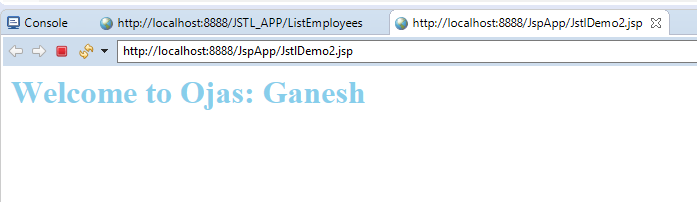 Console http://localhost:8888/JSTL_APP/ListEmployees http://localhost:8888/JspApp/JstlDemo2.jsp
http://localhost:8888/JspApp/JstlDemo2.jsp
Welcome to Ojas: Ganesh